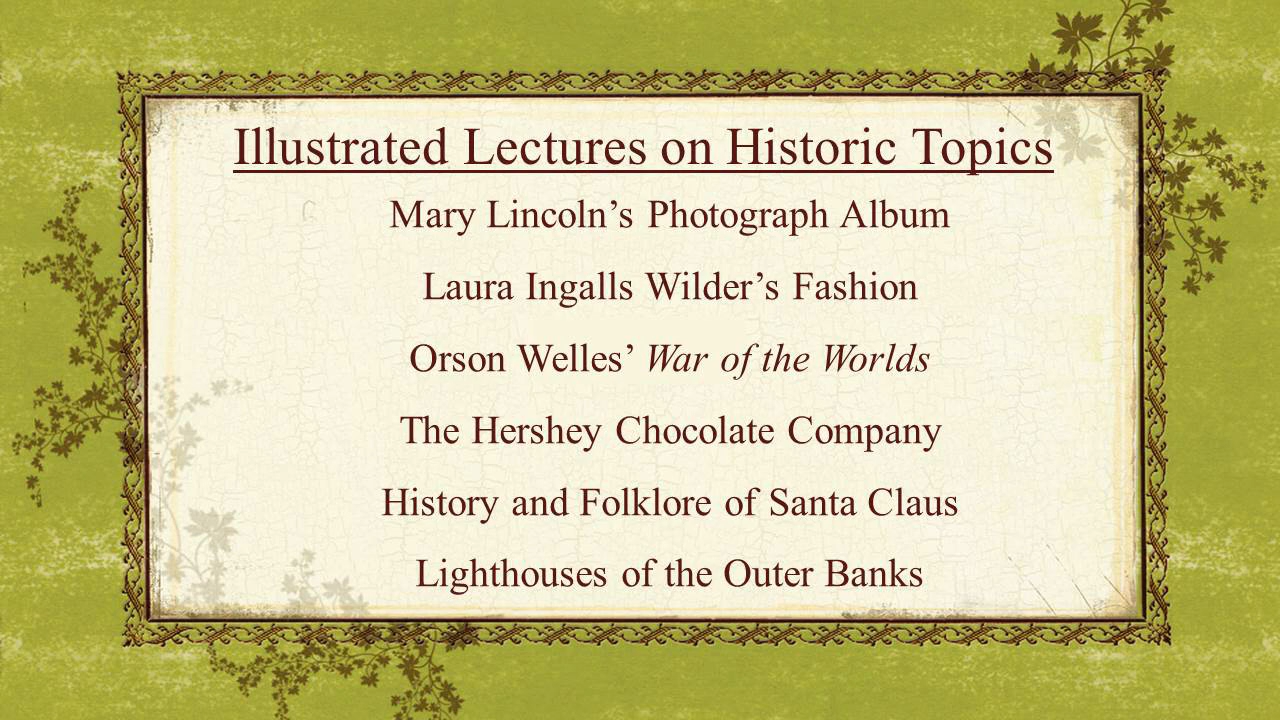 Illustrated Lectures on Historic Topics
Mary Lincoln’s Photograph Album
Laura Ingalls Wilder’s Fashion
Orson Welles’ War of the Worlds
The Hershey Chocolate Company
History and Folklore of Santa Claus
Lighthouses of the Outer Banks